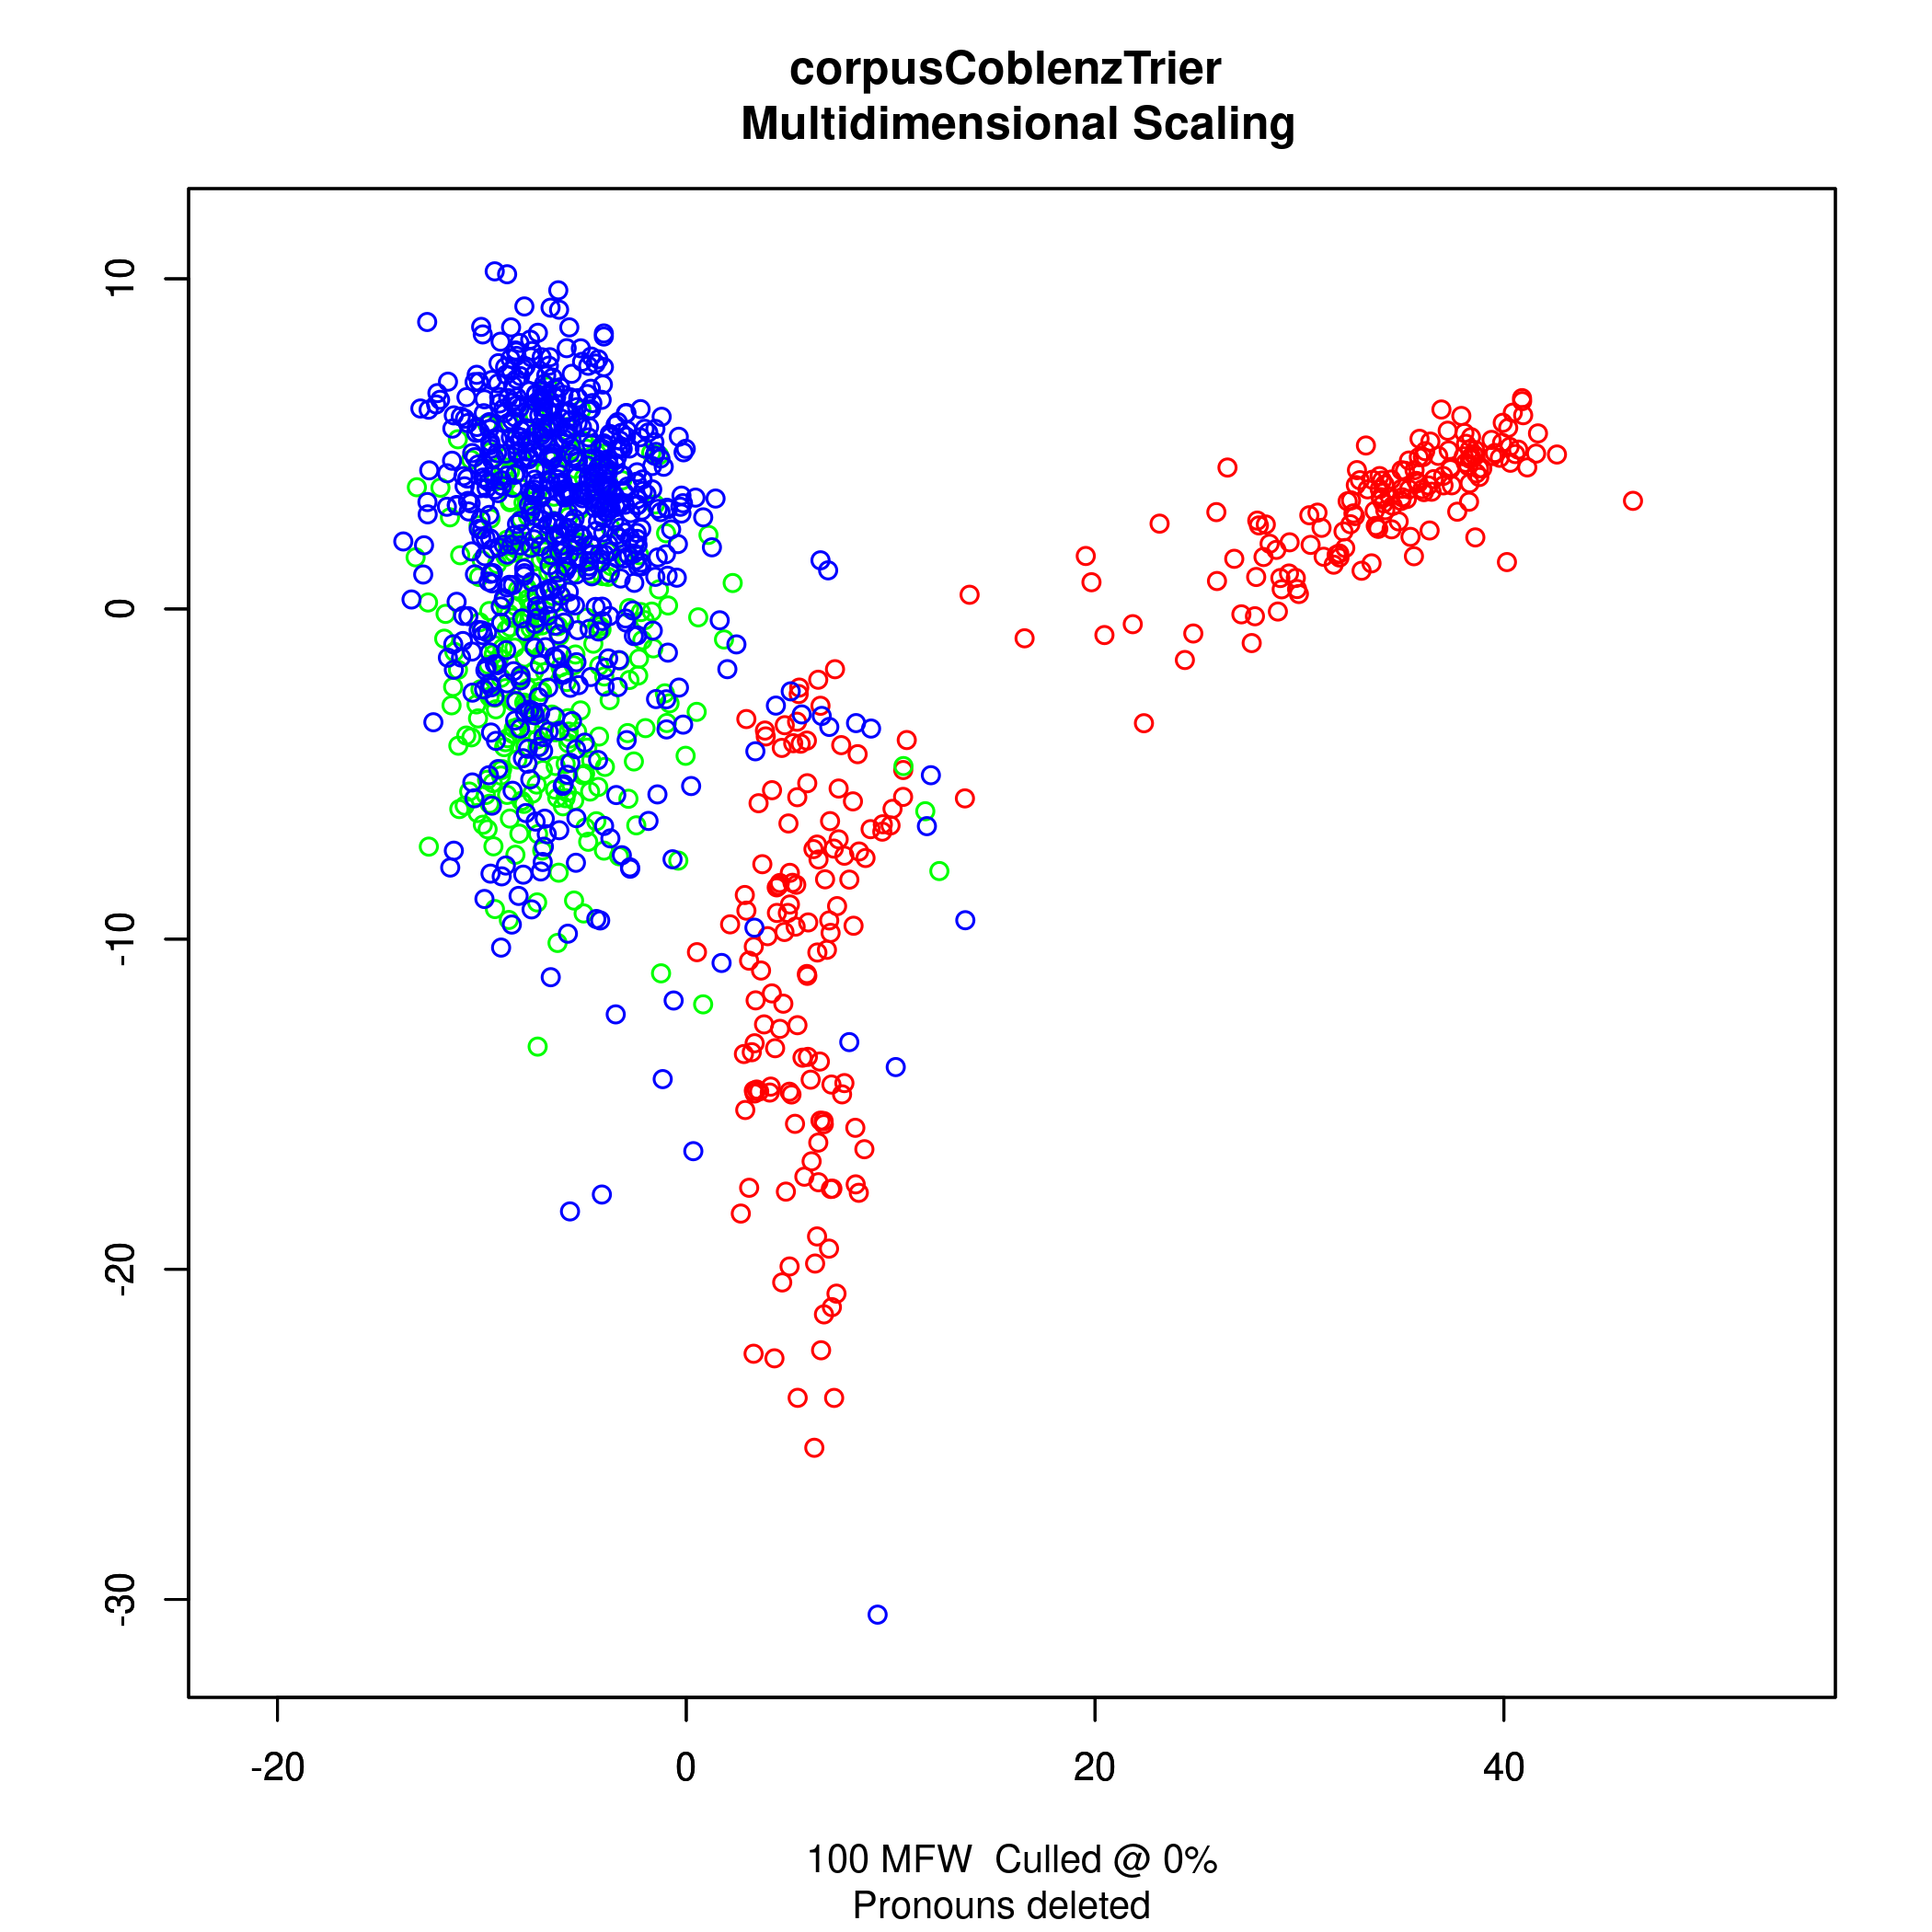 corpusCoblenzTrier
Multidimensional Scaling
10
0
-10
-20
-30
-20 0 20 40
100 MFW  Culled @ 0%
Pronouns deleted